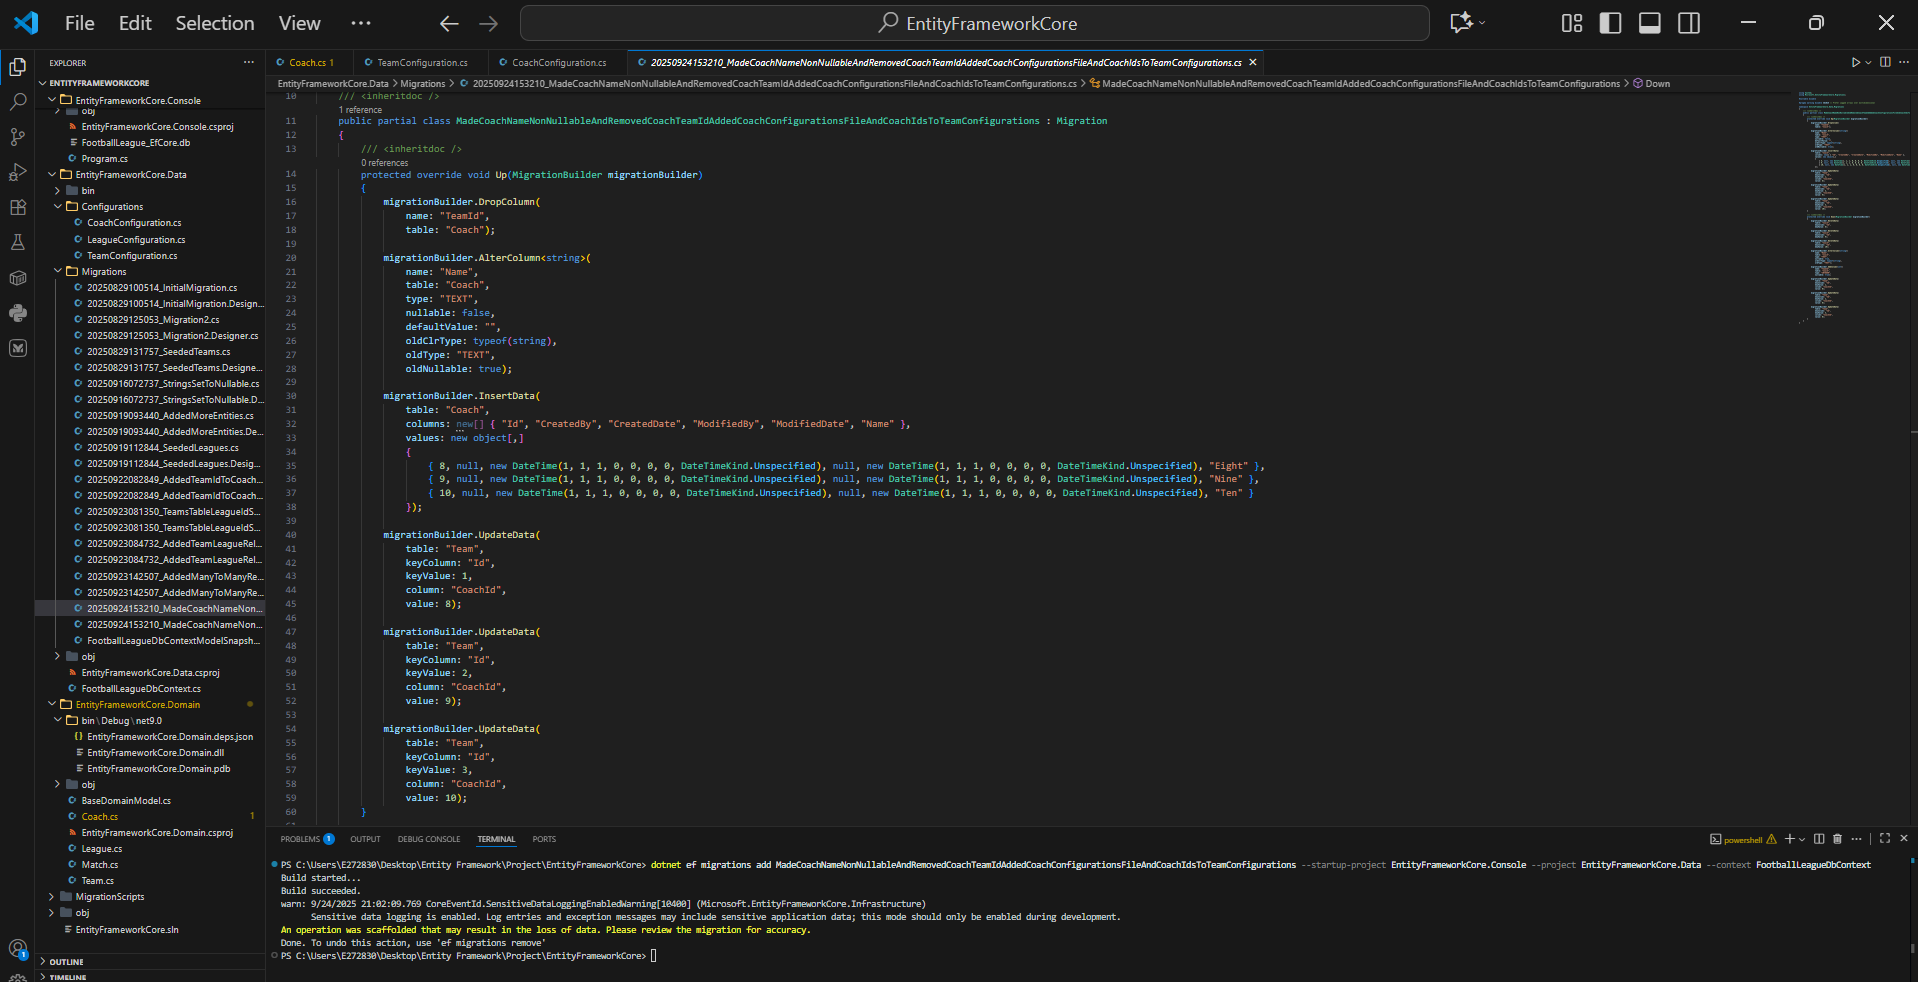 File Edit Selection View ··· EntityFrameworkCore
EXPLORER
ENTITYFRAMEWORKCORE
EntityFrameworkCore.Console
obj
EntityFrameworkCore.Console.csproj
FootballLeague_EfCore.db
Program.cs
EntityFrameworkCore.Data
bin
Configurations
CoachConfiguration.cs
LeagueConfiguration.cs
TeamConfiguration.cs
Migrations
20250829100514_InitialMigration.cs
20250829100514_InitialMigration.Design...
20250829125053_Migration2.cs
20250829125053_Migration2.Designer.cs
20250829131757_SeededTeams.cs
20250829131757_SeededTeams.Designe...
20250916072737_StringsSetToNullable.cs
20250916072737_StringsSetToNullable.D...
20250919093440_AddedMoreEntities.cs
20250919093440_AddedMoreEntities.De...
20250919112844_SeededLeagues.cs
20250919112844_SeededLeagues.Desig...
20250922082849_AddedTeamIdToCoach...
20250922082849_AddedTeamIdToCoach...
20250923081350_TeamsTableLeagueIdS...
20250923081350_TeamsTableLeagueIdS...
20250923084732_AddedTeamLeagueRel...
20250923084732_AddedTeamLeagueRel...
20250923142507_AddedManyToManyRe...
20250923142507_AddedManyToManyRe...
20250924153210_MadeCoachNameNon...
20250924153210_MadeCoachNameNon...
FootballLeagueDbContextModelSnapsh...
obj
EntityFrameworkCore.Data.csproj
FootballLeagueDbContext.cs
EntityFrameworkCore.Domain
bin\Debug\net9.0
EntityFrameworkCore.Domain.deps.json
EntityFrameworkCore.Domain.dll
EntityFrameworkCore.Domain.pdb
obj
BaseDomainModel.cs
Coach.cs 1
EntityFrameworkCore.Domain.csproj
League.cs
Match.cs
Team.cs
MigrationScripts
obj
EntityFrameworkCore.sln
OUTLINE
TIMELINE
Coach.cs 1 TeamConfiguration.cs CoachConfiguration.cs 20250924153210_MadeCoachNameNonNullableAndRemovedCoachTeamIdAddedCoachConfigurationsFileAndCoachIdsToTeamConfigurations.cs
EntityFrameworkCore.Data > Migrations > 20250924153210_MadeCoachNameNonNullableAndRemovedCoachTeamIdAddedCoachConfigurationsFileAndCoachIdsToTeamConfigurations.cs > MadeCoachNameNonNullableAndRemovedCoachTeamIdAddedCoachConfigurationsFileAndCoachIdsToTeamConfigurations > Down
10 /// <inheritdoc />
1 reference
11 public partial class MadeCoachNameNonNullableAndRemovedCoachTeamIdAddedCoachConfigurationsFileAndCoachIdsToTeamConfigurations : Migration
12 {
13 /// <inheritdoc />
0 references
14 protected override void Up(MigrationBuilder migrationBuilder)
15 {
16 migrationBuilder.DropColumn(
17 name: "TeamId",
18 table: "Coach");
19
20 migrationBuilder.AlterColumn<string>(
21 name: "Name",
22 table: "Coach",
23 type: "TEXT",
24 nullable: false,
25 defaultValue: "",
26 oldClrType: typeof(string),
27 oldType: "TEXT",
28 oldNullable: true);
29
30 migrationBuilder.InsertData(
31 table: "Coach",
32 columns: new[] { "Id", "CreatedBy", "CreatedDate", "ModifiedBy", "ModifiedDate", "Name" },
33 values: new object[,]
34 {
35 { 8, null, new DateTime(1, 1, 1, 0, 0, 0, 0, DateTimeKind.Unspecified), null, new DateTime(1, 1, 1, 0, 0, 0, 0, DateTimeKind.Unspecified), "Eight" },
36 { 9, null, new DateTime(1, 1, 1, 0, 0, 0, 0, DateTimeKind.Unspecified), null, new DateTime(1, 1, 1, 0, 0, 0, 0, DateTimeKind.Unspecified), "Nine" },
37 { 10, null, new DateTime(1, 1, 1, 0, 0, 0, 0, DateTimeKind.Unspecified), null, new DateTime(1, 1, 1, 0, 0, 0, 0, DateTimeKind.Unspecified), "Ten" }
38 });
39
40 migrationBuilder.UpdateData(
41 table: "Team",
42 keyColumn: "Id",
43 keyValue: 1,
44 column: "CoachId",
45 value: 8);
46
47 migrationBuilder.UpdateData(
48 table: "Team",
49 keyColumn: "Id",
50 keyValue: 2,
51 column: "CoachId",
52 value: 9);
53
54 migrationBuilder.UpdateData(
55 table: "Team",
56 keyColumn: "Id",
57 keyValue: 3,
58 column: "CoachId",
59 value: 10);
60 }
PROBLEMS 1 OUTPUT DEBUG CONSOLE TERMINAL PORTS powershell
PS C:\Users\E272830\Desktop\Entity Framework\Project\EntityFrameworkCore> dotnet ef migrations add MadeCoachNameNonNullableAndRemovedCoachTeamIdAddedCoachConfigurationsFileAndCoachIdsToTeamConfigurations --startup-project EntityFrameworkCore.Console --project EntityFrameworkCore.Data --context FootballLeagueDbContext
Build started...
Build succeeded.
warn: 9/24/2025 21:02:09.769 CoreEventId.SensitiveDataLoggingEnabledWarning[10400] (Microsoft.EntityFrameworkCore.Infrastructure)
Sensitive data logging is enabled. Log entries and exception messages may include sensitive application data; this mode should only be enabled during development.
An operation was scaffolded that may result in the loss of data. Please review the migration for accuracy.
Done. To undo this action, use 'ef migrations remove'
PS C:\Users\E272830\Desktop\Entity Framework\Project\EntityFrameworkCore>
1